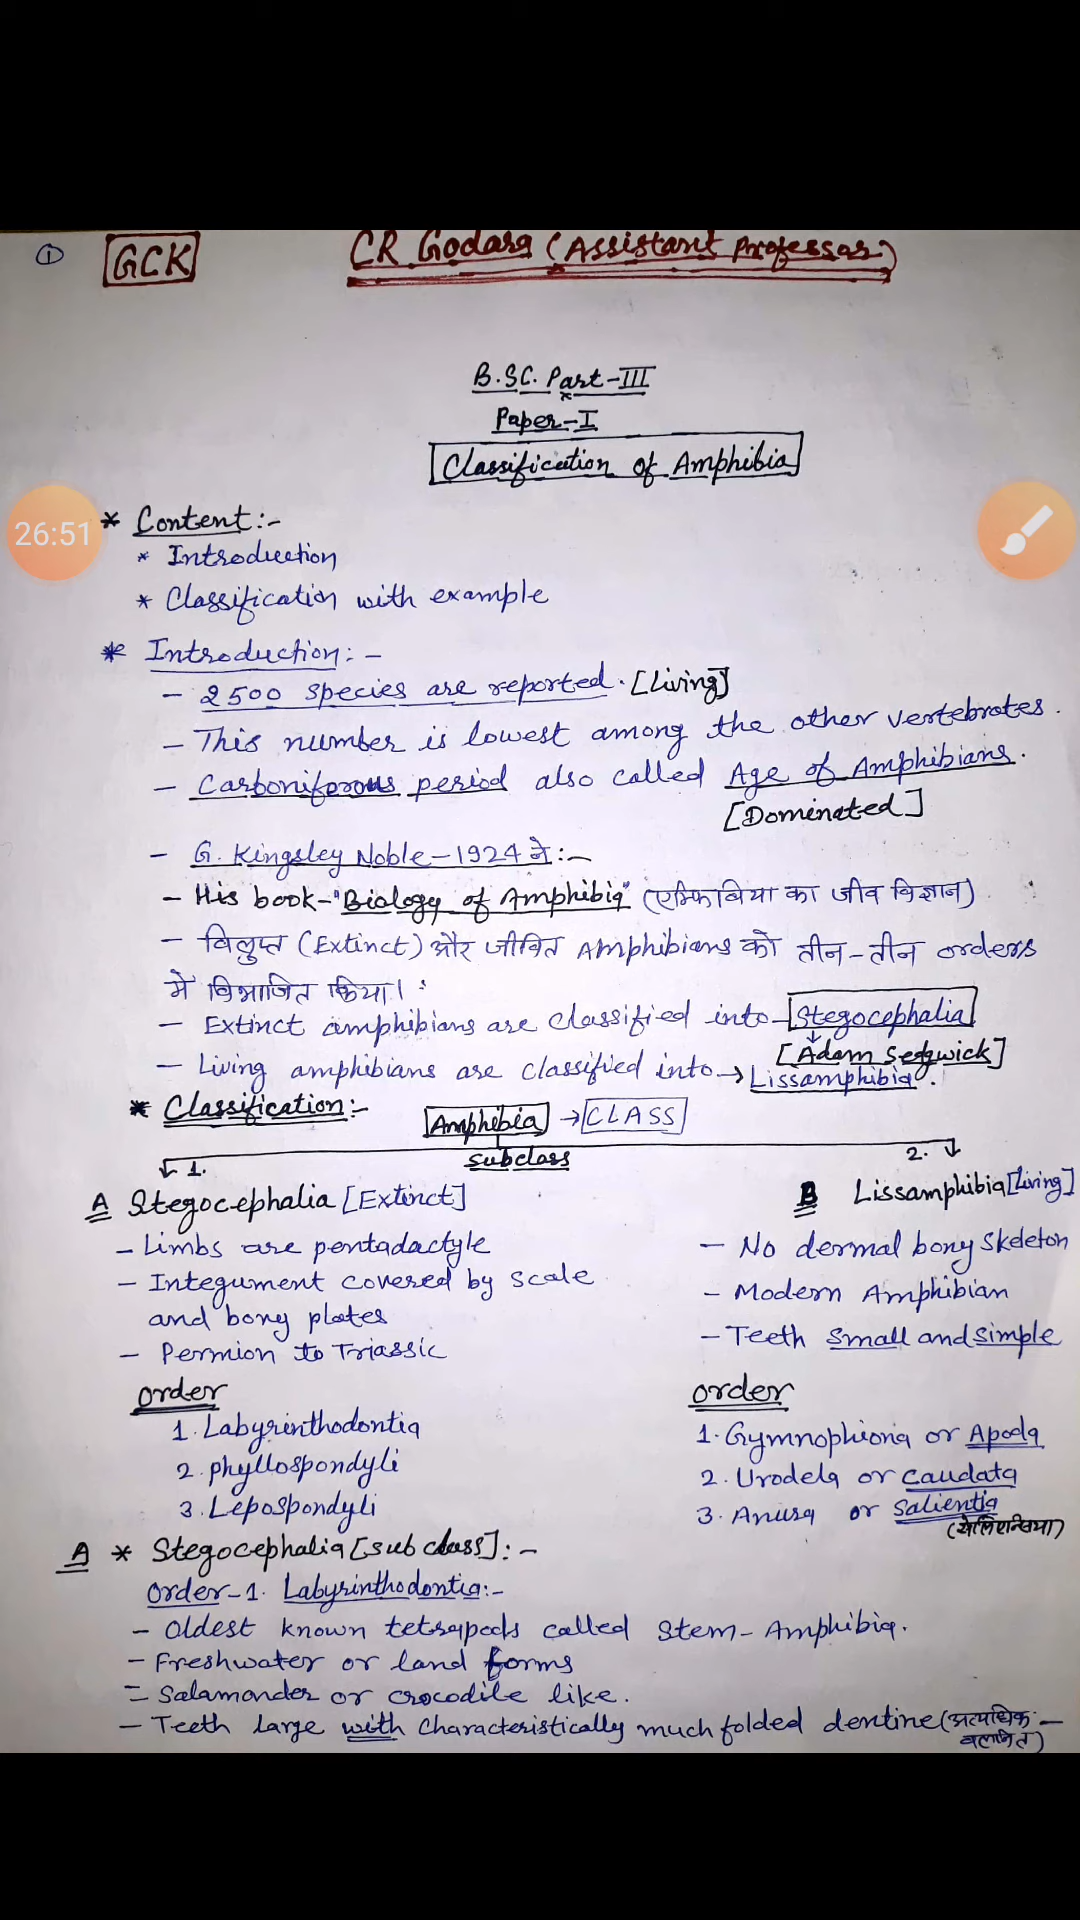 ① GCK CR Godara (Assistant Professor)
B.SC. Part-III
Paper-I
Classification of Amphibia
26:51
* Content:-
* Introduction
* Classification with example
* Introduction:-
- 2500 species are reported. [Living]
- This number is lowest among the other vertebrates.
- Carboniferous period also called Age of Amphibians.
[Dominated]
- G. Kingsley Noble-1924 ने:-
- His book-"Biology of Amphibia" (एम्फिबिया का जीव विज्ञान)
- विलुप्त (Extinct) और जीवित Amphibians को तीन-तीन orders
में विभाजित किया।
- Extinct amphibians are classified into Stegocephalia
↓
[Adam Sedgwick]
- Living amphibians are classified into → Lissamphibia.
* Classification:-
Amphibia → CLASS
1. subclass 2.
A Stegocephalia [Extinct]
- Limbs are pentadactyle
- Integument covered by scale
and bony plates
- Permion to Triassic
order
1. Labyrinthodontia
2. phyllospondyli
3. Lepospondyli
B Lissamphibia [Living]
- No dermal bony skeleton
- Modern Amphibian
- Teeth small and simple
order
1. Gymnophiona or Apoda
2. Urodela or caudata
3. Anura or salientia
(सेलिएन्शिया)
A * Stegocephalia [sub class]:-
order-1. Labyrinthodontia:-
- Oldest known tetrapods called Stem-Amphibia.
- Freshwater or land forms
- Salamander or crocodile like.
- Teeth large with characteristically much folded dentine (अत्यधिक-
वलनित)